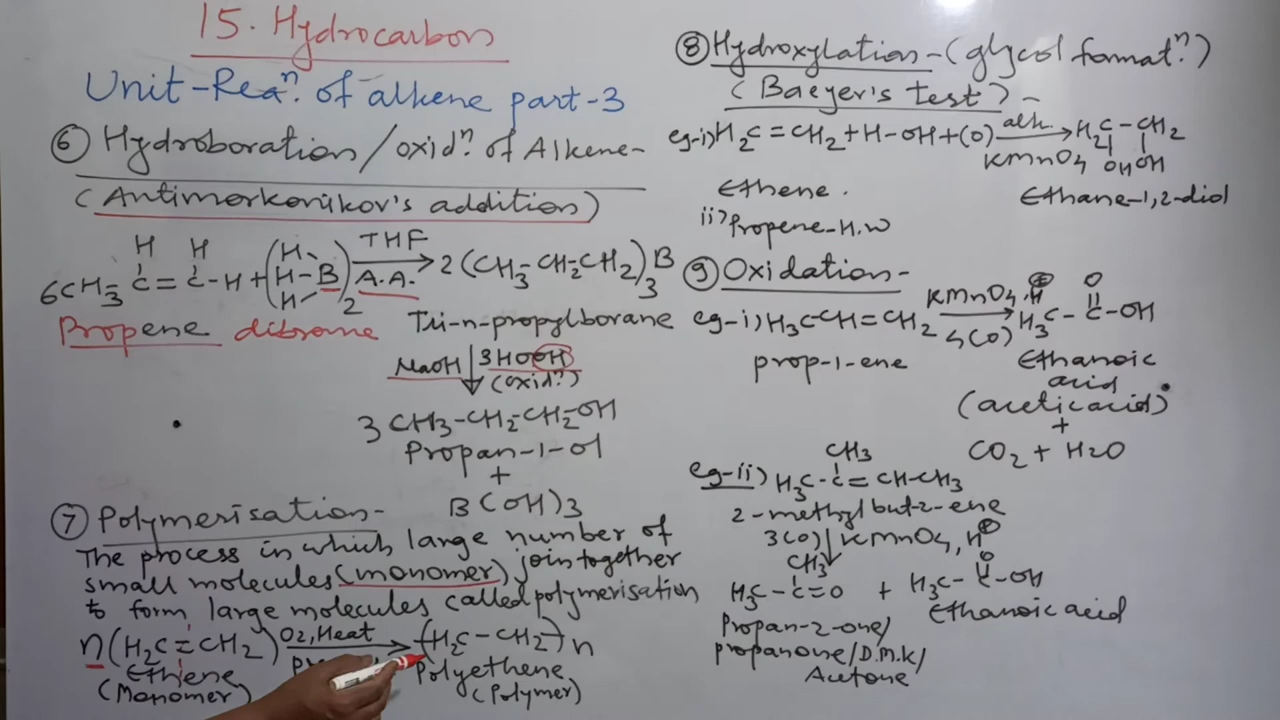 15. Hydrocarbon
Unit-Reaⁿ. of alkene part-3
⑥ Hydroboration/oxidⁿ. of Alkene-
(Antimorkonikov's addition)
H H
6CH₃-C=C-H + (H-B)₂ THF → 2(CH₃-CH₂-CH₂)₃B
H
H
A.A.
Propene dibrome Tri-n-propylborane
NaOH ↓ 3HOOH
(oxidⁿ)
3 CH₃-CH₂-CH₂-OH
Propan-1-ol
+
B(OH)₃
⑦ Polymerisation-
The process in which large number of
small molecules (monomer) join together
to form large molecules called polymerisation
n(H₂C=CH₂) O₂, Heat → (H₂C-CH₂)n
Ethene Polyethene
(Monomer) (Polymer)
⑧ Hydroxylation-(glycol formatⁿ.)
(Baeyer's test)-
eg-i) H₂C=CH₂+H-OH+(O) alk. → H₂C-CH₂
KMnO₄ OH OH
Ethene. Ethane-1,2-diol
ii) Propene-H.W
⑨ Oxidation-
eg-i) H₃C-CH=CH₂ KMnO₄.H⊕ → H₃C-C-OH
O
5(O)
prop-1-ene Ethanoic
acid
(acetic acid)
+
CO₂ + H₂O
CH₃
eg-ii) H₃C-C=CH-CH₃
2-methylbut-2-ene
3(O) ↓ KMnO₄, H⊕
CH₃ O
H₃C-C=O + H₃C-C-OH
Propan-2-one/ Ethanoic acid
propanone/D.M.K/
Acetone